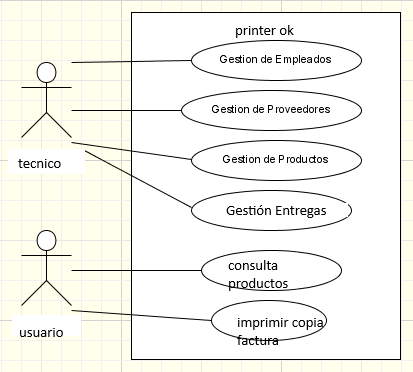 printer ok
Gestion de Empleados
Gestion de Proveedores
Gestion de Productos
tecnico
Gestión Entregas
consulta
productos
usuario
imprimir copia
factura